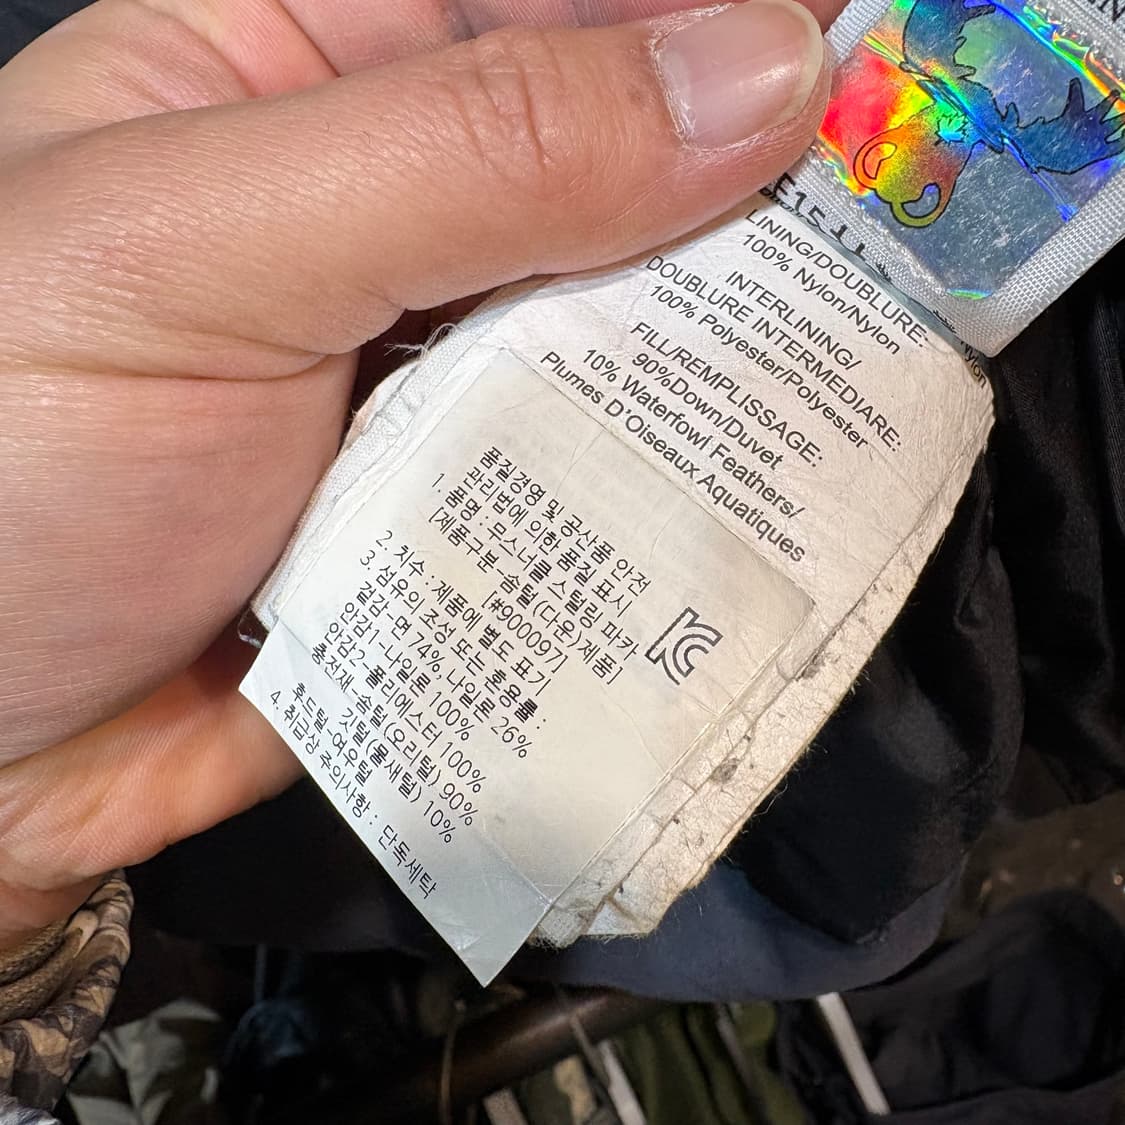 LINING/DOUBLURE:
100% Nylon/Nylon
INTERLINING/
DOUBLURE INTERMEDIARE:
100% Polyester/Polyester
FILL/REMPLISSAGE:
90%Down/Duvet
10% Waterfowl Feathers/
Plumes D'Oiseaux Aquatiques
품질경영 및 공산품 안전
관리법에 의한 품질 표시
1. 품명 : 무스너클 스털링 파카
[#900097]
[제품구분-솜털(다운)제품]
2. 치수 : 제품에 별도 표기
3. 섬유의 조성 또는 혼용률 :
겉감- 면 74%, 나일론 26%
안감1-나일론 100%
안감2-폴리에스터 100%
충전재-솜털(오리털) 90%
깃털(물새털) 10%
후드털-여우털
4. 취급상 주의사항 : 단독세탁